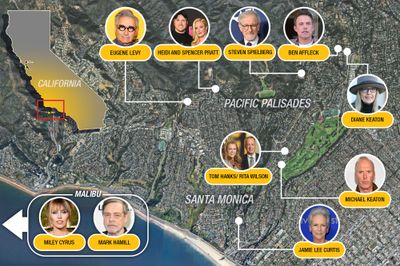 CALIFORNIA
EUGENE LEVY
HEIDI AND SPENCER PRATT
STEVEN SPIELBERG
BEN AFFLECK
PACIFIC PALISADES
DIANE KEATON
TOM HANKS/ RITA WILSON
MICHAEL KEATON
SANTA MONICA
JAMIE LEE CURTIS
MALIBU
MILEY CYRUS
MARK HAMILL